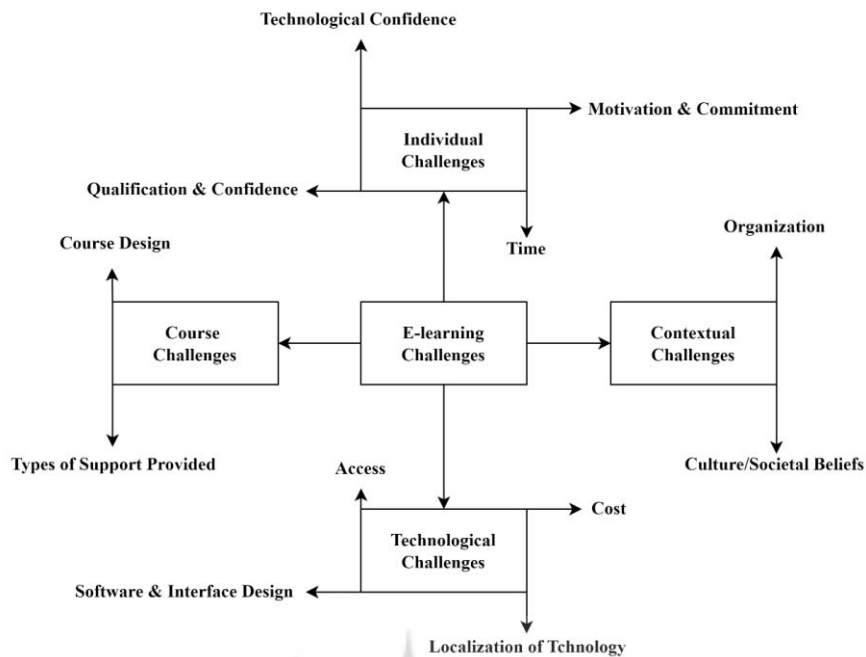 Technological Confidence
Motivation & Commitment
Individual
Challenges
Qualification & Confidence
Time
Course Design
Organization
Course
Challenges
E-learning
Challenges
Contextual
Challenges
Types of Support Provided
Culture/Societal Beliefs
Access
Cost
Technological
Challenges
Software & Interface Design
Localization of Tchnology